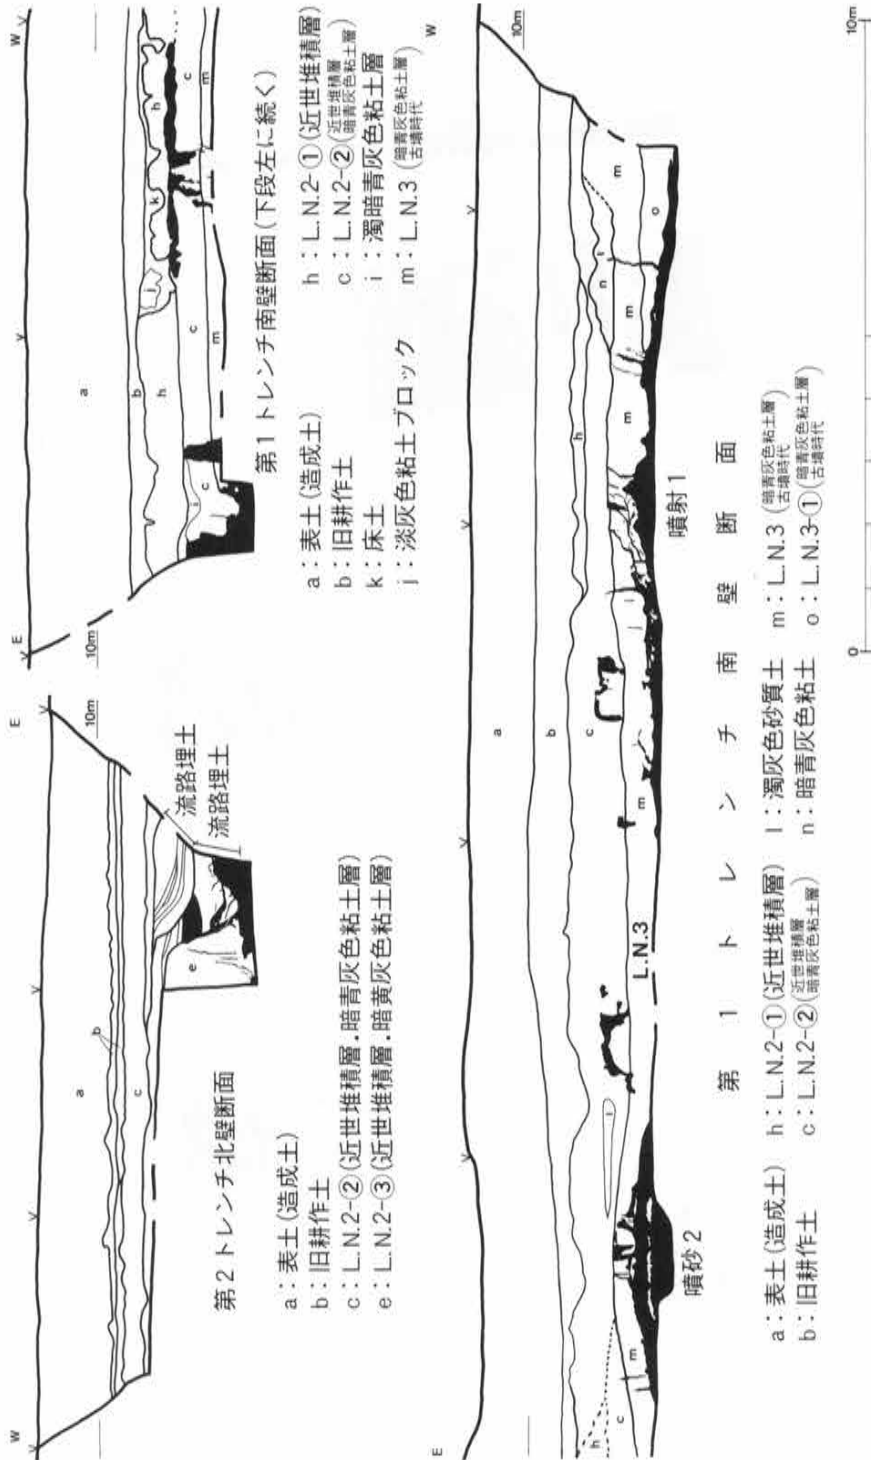 W
E
10m
a
b
c
e
流路埋土
流路埋土
第2トレンチ北壁断面
a：表土(造成土)
b：旧耕作土
c：L.N.2-②(近世堆積層．暗青灰色粘土層)
e：L.N.2-③(近世堆積層．暗黄灰色粘土層)
E
W
10m
a
b
h
j
k
h
c
c
m
m
i
c
第1トレンチ南壁断面(下段左に続く)
a：表土(造成土)
b：旧耕作土
k：床土
j：淡灰色粘土ブロック
h：L.N.2-①(近世堆積層)
c：L.N.2-②(近世堆積層 暗青灰色粘土層)
i：濁暗青灰色粘土層
m：L.N.3(暗青灰色粘土層 古墳時代)
E
W
10m
a
b
c
h
h
c
l
m
L.N.3
m
m
m
n
l
m
o
噴砂2
噴射1
第1トレンチ南壁断面
a：表土(造成土)
b：旧耕作土
h：L.N.2-①(近世堆積層)
c：L.N.2-②(近世堆積層 暗青灰色粘土層)
l：濁灰色砂質土
n：暗青灰色粘土
m：L.N.3(暗青灰色粘土層 古墳時代)
o：L.N.3-①(暗青灰色粘土層 古墳時代)
0
10m